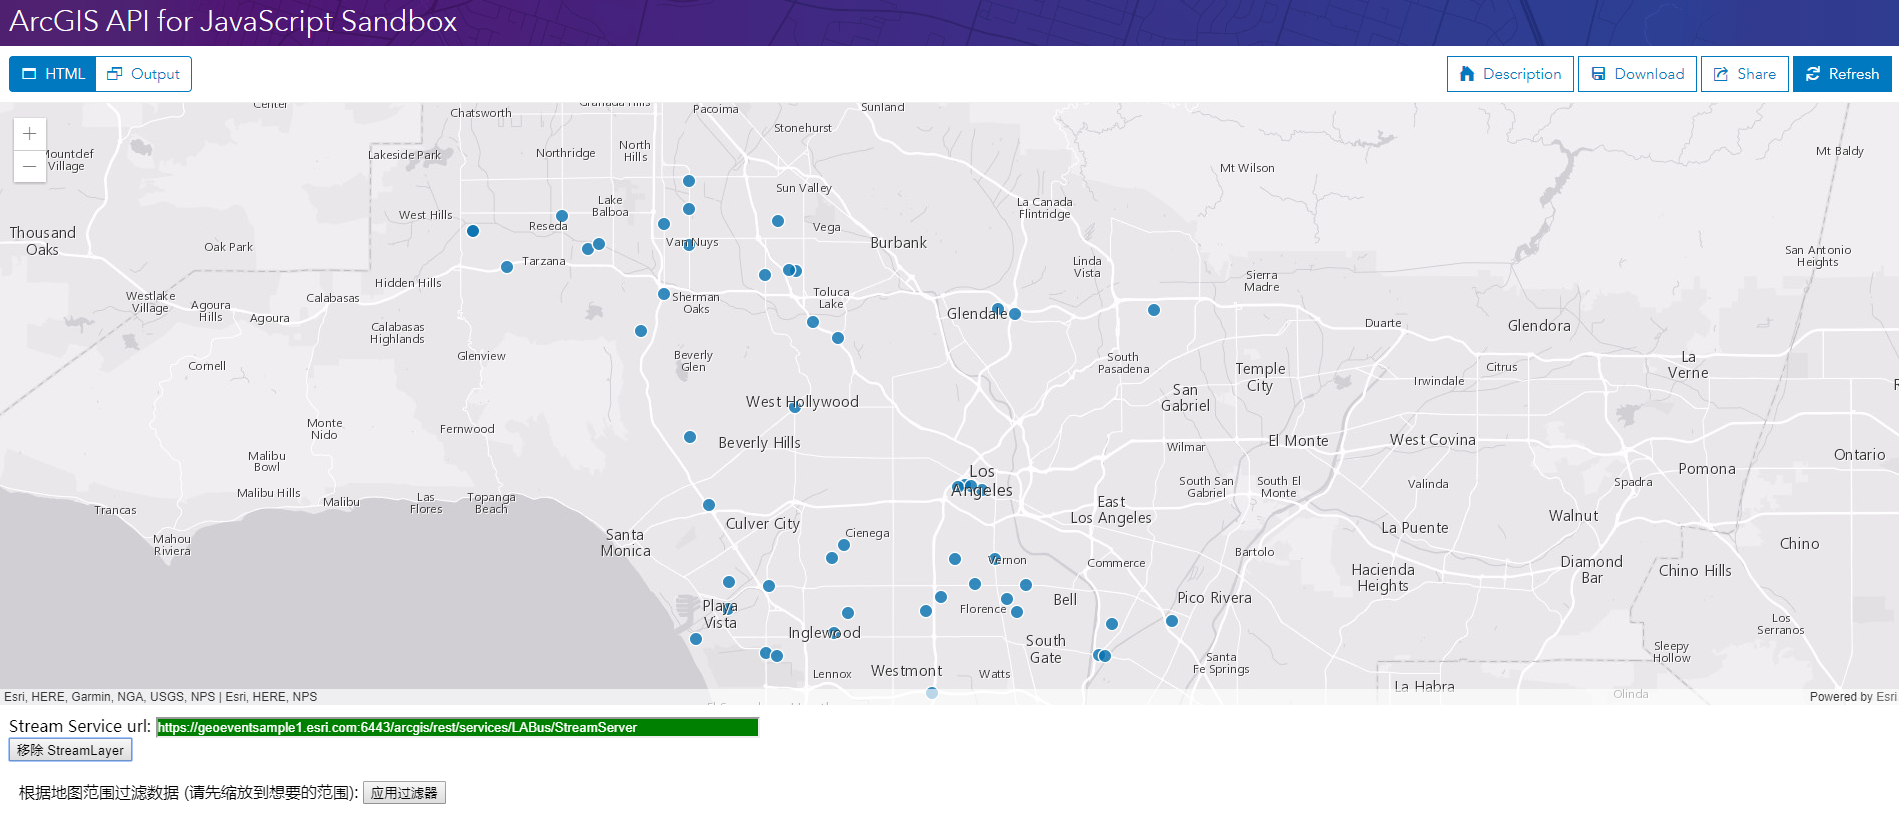 ArcGIS API for JavaScript Sandbox
HTML
Output
Description
Download
Share
Refresh
Center
Granada Hills
Pacoima
Sunland
Chatsworth
Stonehurst
Mountclef
Village
Lakeside Park
Northridge
North
Hills
Mt Wilson
Mt Baldy
Sun Valley
West Hills
Lake
Balboa
La Canada
Flintridge
Reseda
Vega
Thousand
Oaks
Oak Park
Van Nuys
Burbank
San Antonio
Heights
Tarzana
Linda
Vista
Sierra
Madre
Hidden Hills
Westlake
Village
Calabasas
Sherman
Oaks
Toluca
Lake
Agoura
Hills
Agoura
Glendale
Duarte
Glendora
Calabasas
Highlands
Glenview
Beverly
Glen
South
Pasadena
La
Verne
Cornell
Temple
City
Citrus
Irwindale
San
Gabriel
West Hollywood
Monte
Nido
Fernwood
Beverly Hills
El Monte
West Covina
Wilmar
Malibu
Bowl
Los
Angeles
Pomona
Ontario
Malibu Hills
Malibu
Las
Flores
Topanga
Beach
South San
Gabriel
South El
Monte
Valinda
Spadra
Trancas
East
Los Angeles
Walnut
Culver City
La Puente
Santa
Monica
Cienega
Mahou
Riviera
Bartolo
Chino
Vernon
Commerce
Hacienda
Heights
Diamond
Bar
Chino Hills
Playa
Vista
Florence
Bell
Pico Rivera
Inglewood
South
Gate
Los
Serranos
Sleepy
Hollow
Lennox
Westmont
Watts
Santa
Fe Springs
La Habra
Olinda
Esri, HERE, Garmin, NGA, USGS, NPS | Esri, HERE, NPS
Powered by Esri
Stream Service url: https://geoeventsample1.esri.com:6443/arcgis/rest/services/LABus/StreamServer
移除 StreamLayer
根据地图范围过滤数据 (请先缩放到想要的范围): 应用过滤器